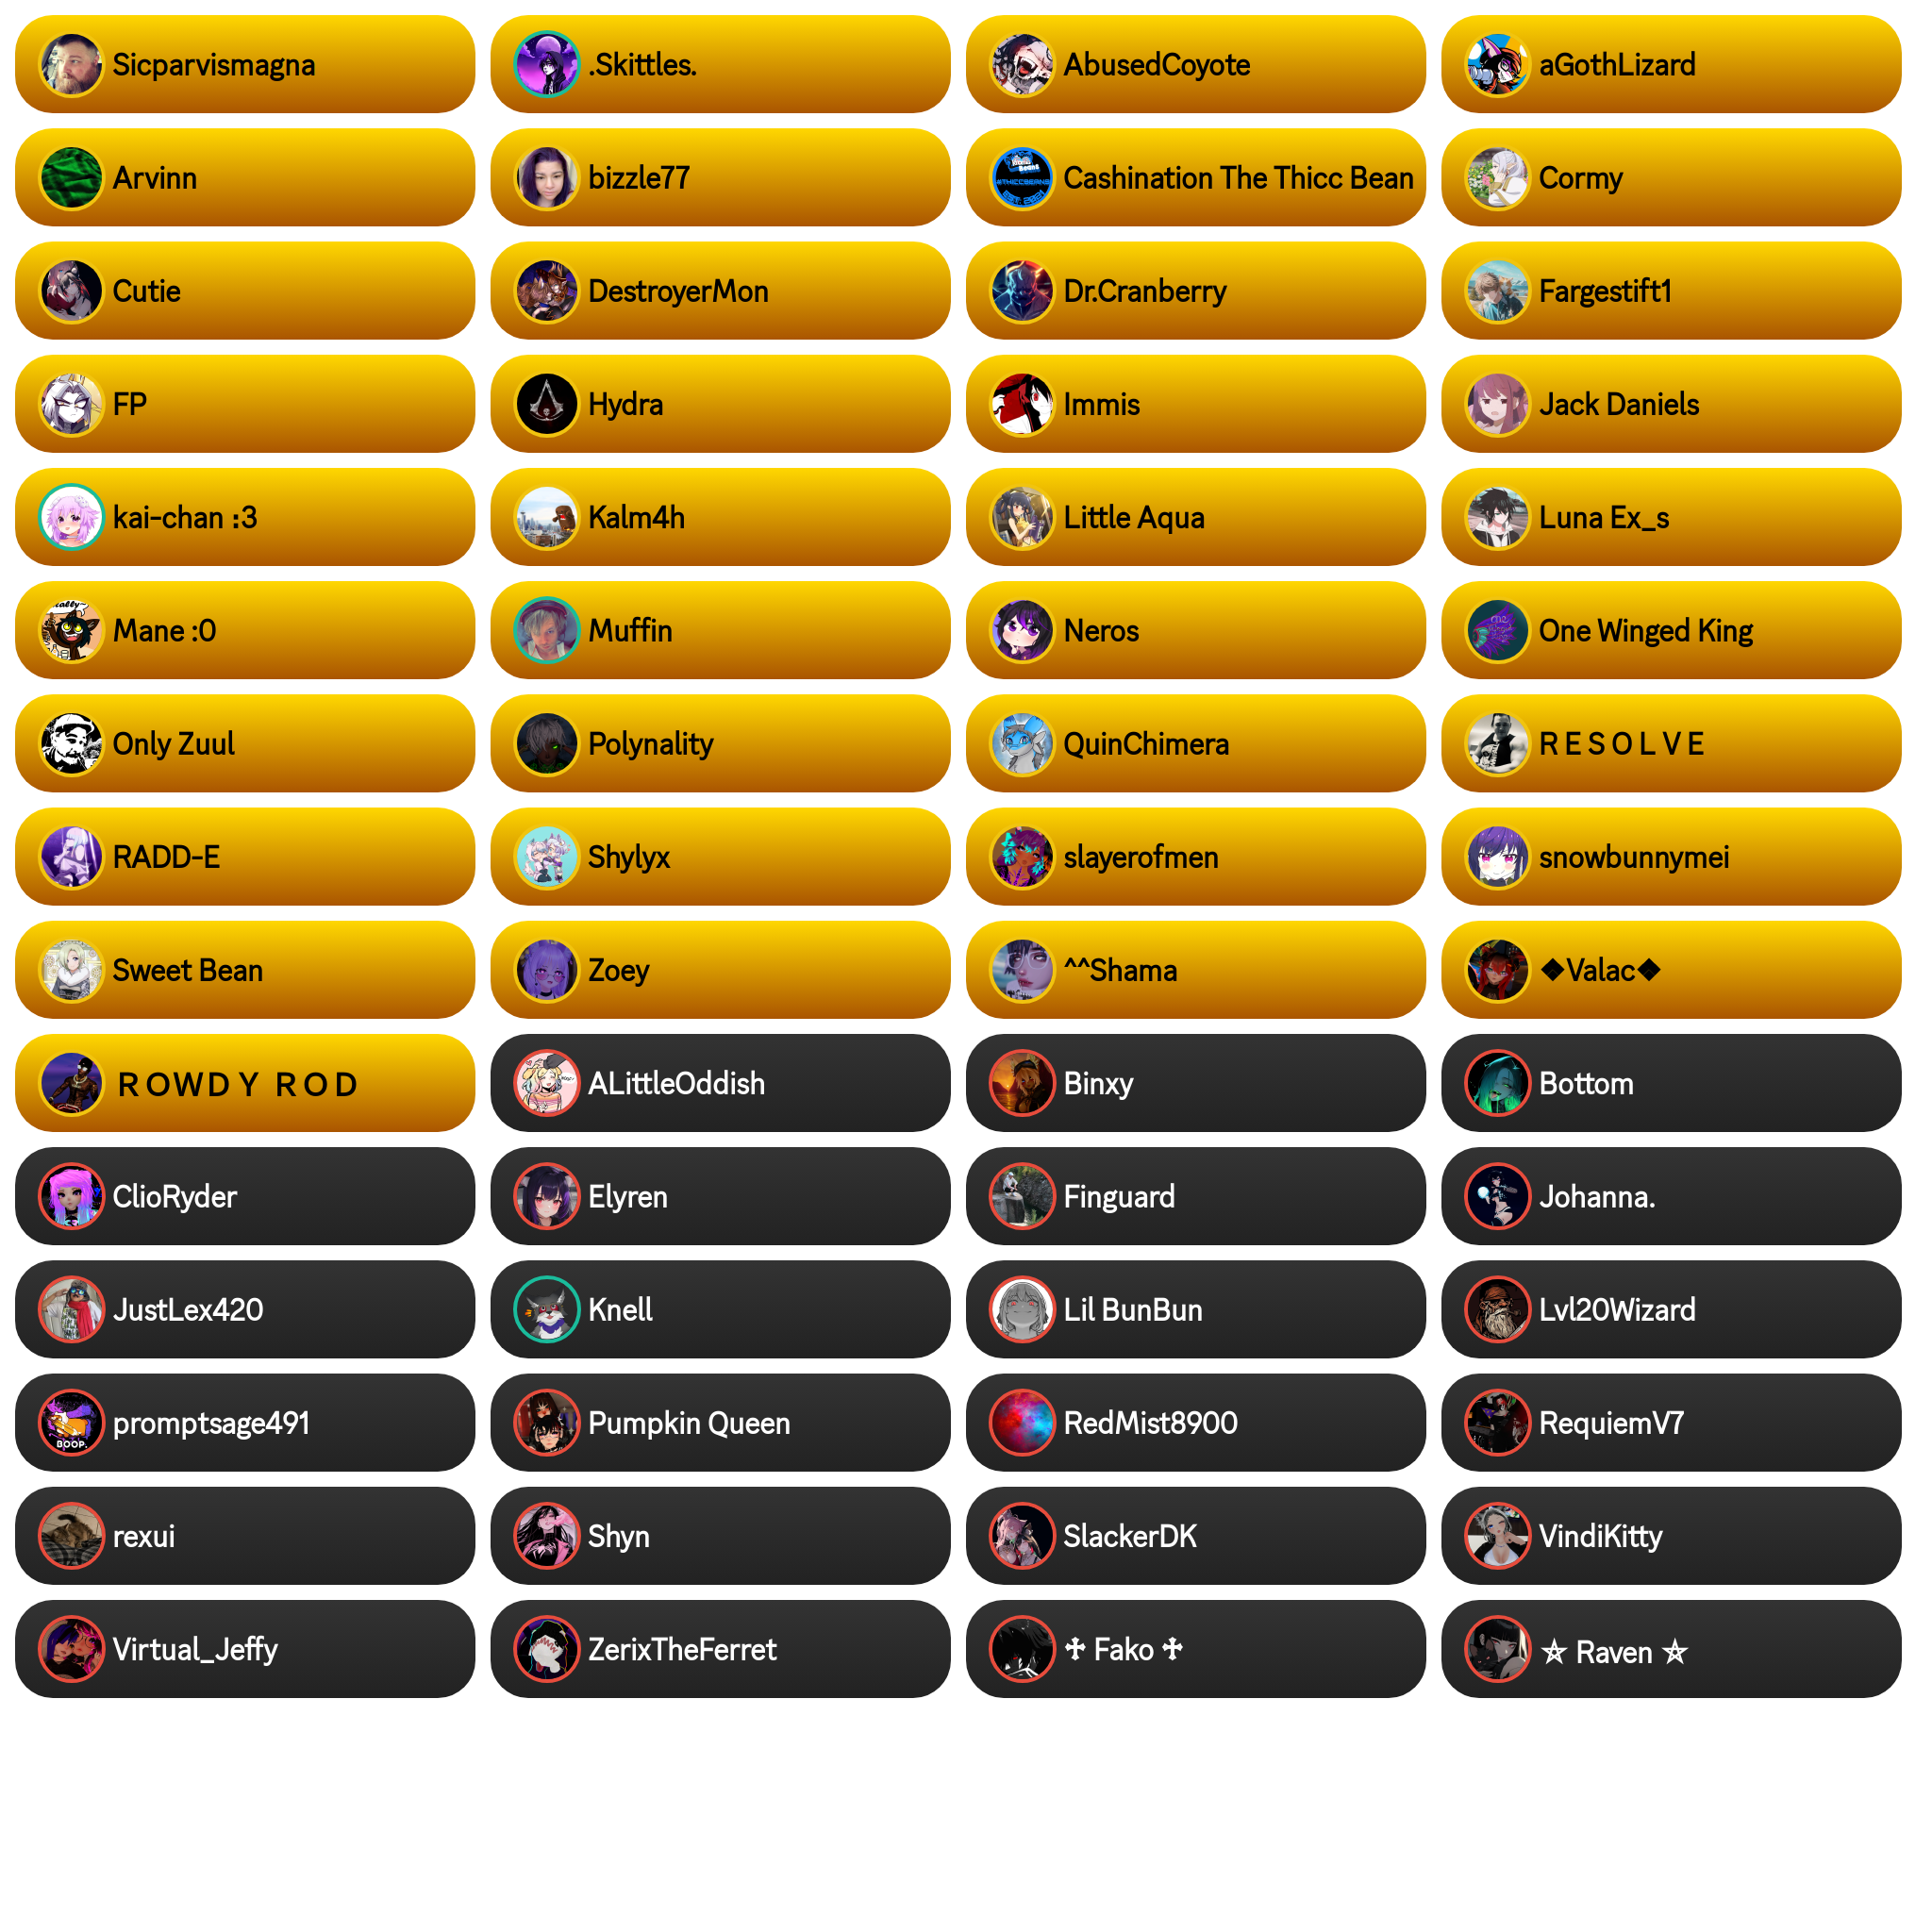 Sicparvismagna
.Skittles.
AbusedCoyote
aGothLizard
Arvinn
bizzle77
Cashination The Thicc Bean
Cormy
Cutie
DestroyerMon
Dr.Cranberry
Fargestift1
FP
Hydra
Immis
Jack Daniels
kai-chan :3
Kalm4h
Little Aqua
Luna Ex_s
Mane :0
Muffin
Neros
One Winged King
Only Zuul
Polynality
QuinChimera
R E S O L V E
RADD-E
Shylyx
slayerofmen
snowbunnymei
Sweet Bean
Zoey
^^Shama
❖Valac❖
ＲＯＷＤＹ ＲＯＤ
ALittleOddish
Binxy
Bottom
ClioRyder
Elyren
Finguard
Johanna.
JustLex420
Knell
Lil BunBun
Lvl20Wizard
promptsage491
BOOP.
Pumpkin Queen
RedMist8900
RequiemV7
rexui
Shyn
SlackerDK
VindiKitty
Virtual_Jeffy
ZerixTheFerret
♱ Fako ♱
⛤ Raven ⛤